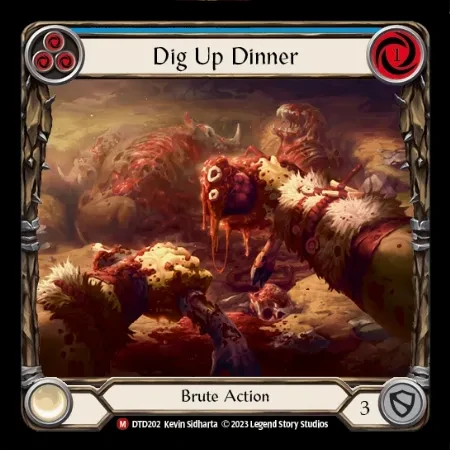 Dig Up Dinner
1
Brute Action
3
M DTD202 Kevin Sidharta ©2023 Legend Story Studios